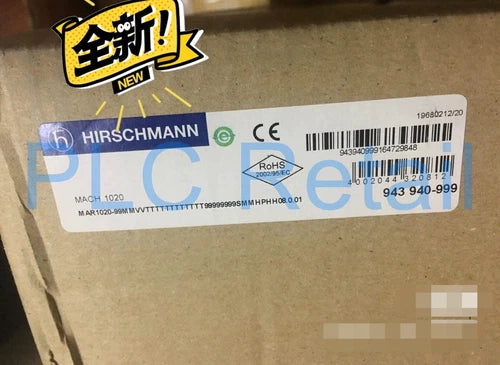 全新!
NEW
HIRSCHMANN
CE
RoHS
2002/95/EC
19680212/20
943940999164729848
4002044320812
943 940-999
MACH 1020
MAR1020-99MMVVTTTTTTTTTTTT99999999SMMHPHH08.0.01
PLC Retail